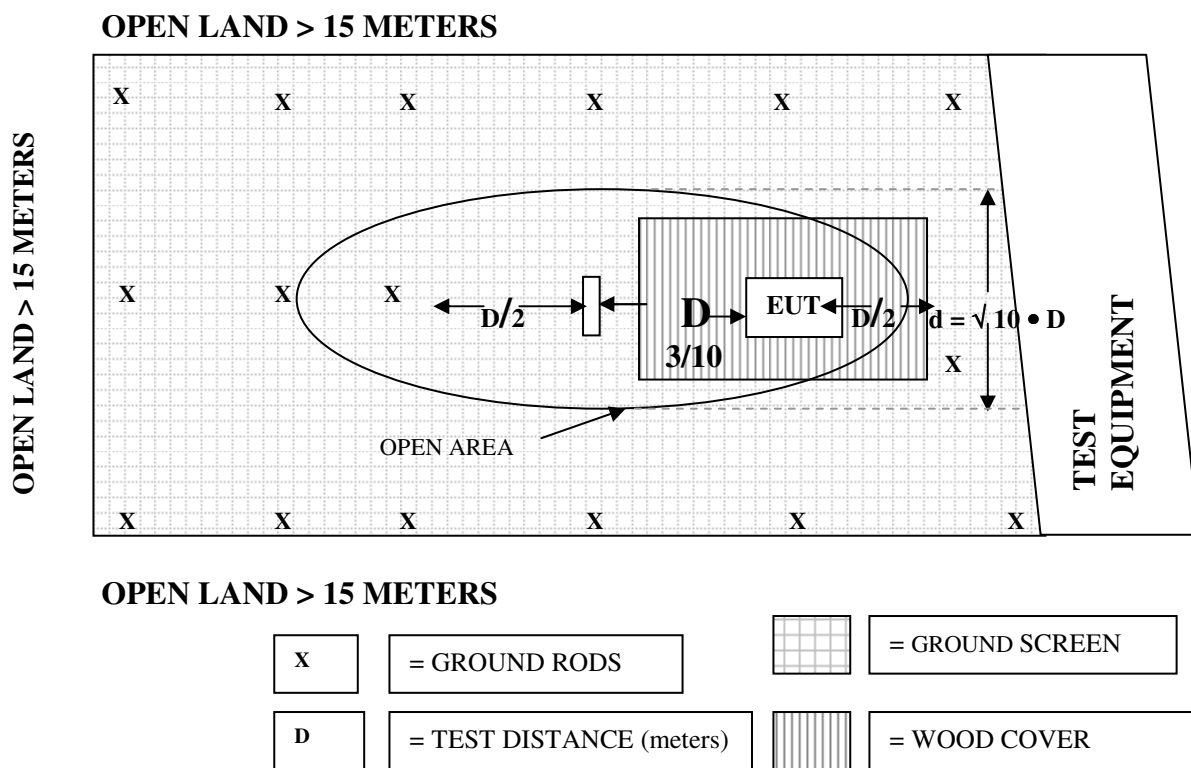 OPEN LAND > 15 METERS
OPEN LAND > 15 METERS
X X X X X X
X X X
D/2
D
3/10
EUT
D/2
d = √ 10 • D
X
OPEN AREA
TEST
EQUIPMENT
X X X X X X
OPEN LAND > 15 METERS
X = GROUND RODS
= GROUND SCREEN
D = TEST DISTANCE (meters)
= WOOD COVER